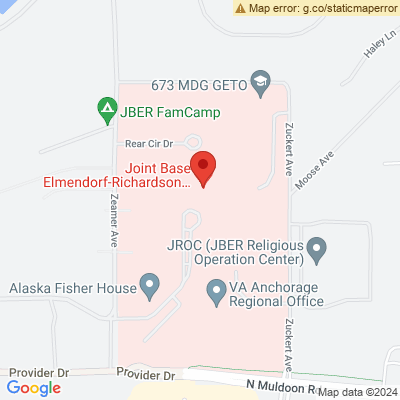 Map error: g.co/staticmaperror
Haley Ln
673 MDG GETO
JBER FamCamp
Zuckert Ave
Rear Cir Dr
Moose Ave
Joint Base
Elmendorf-Richardson...
Zeamer Ave
JROC (JBER Religious
Operation Center)
Alaska Fisher House
VA Anchorage
Regional Office
Zuckert Ave
Provider Dr
Provider Dr
N Muldoon R
Google
Map data ©2024